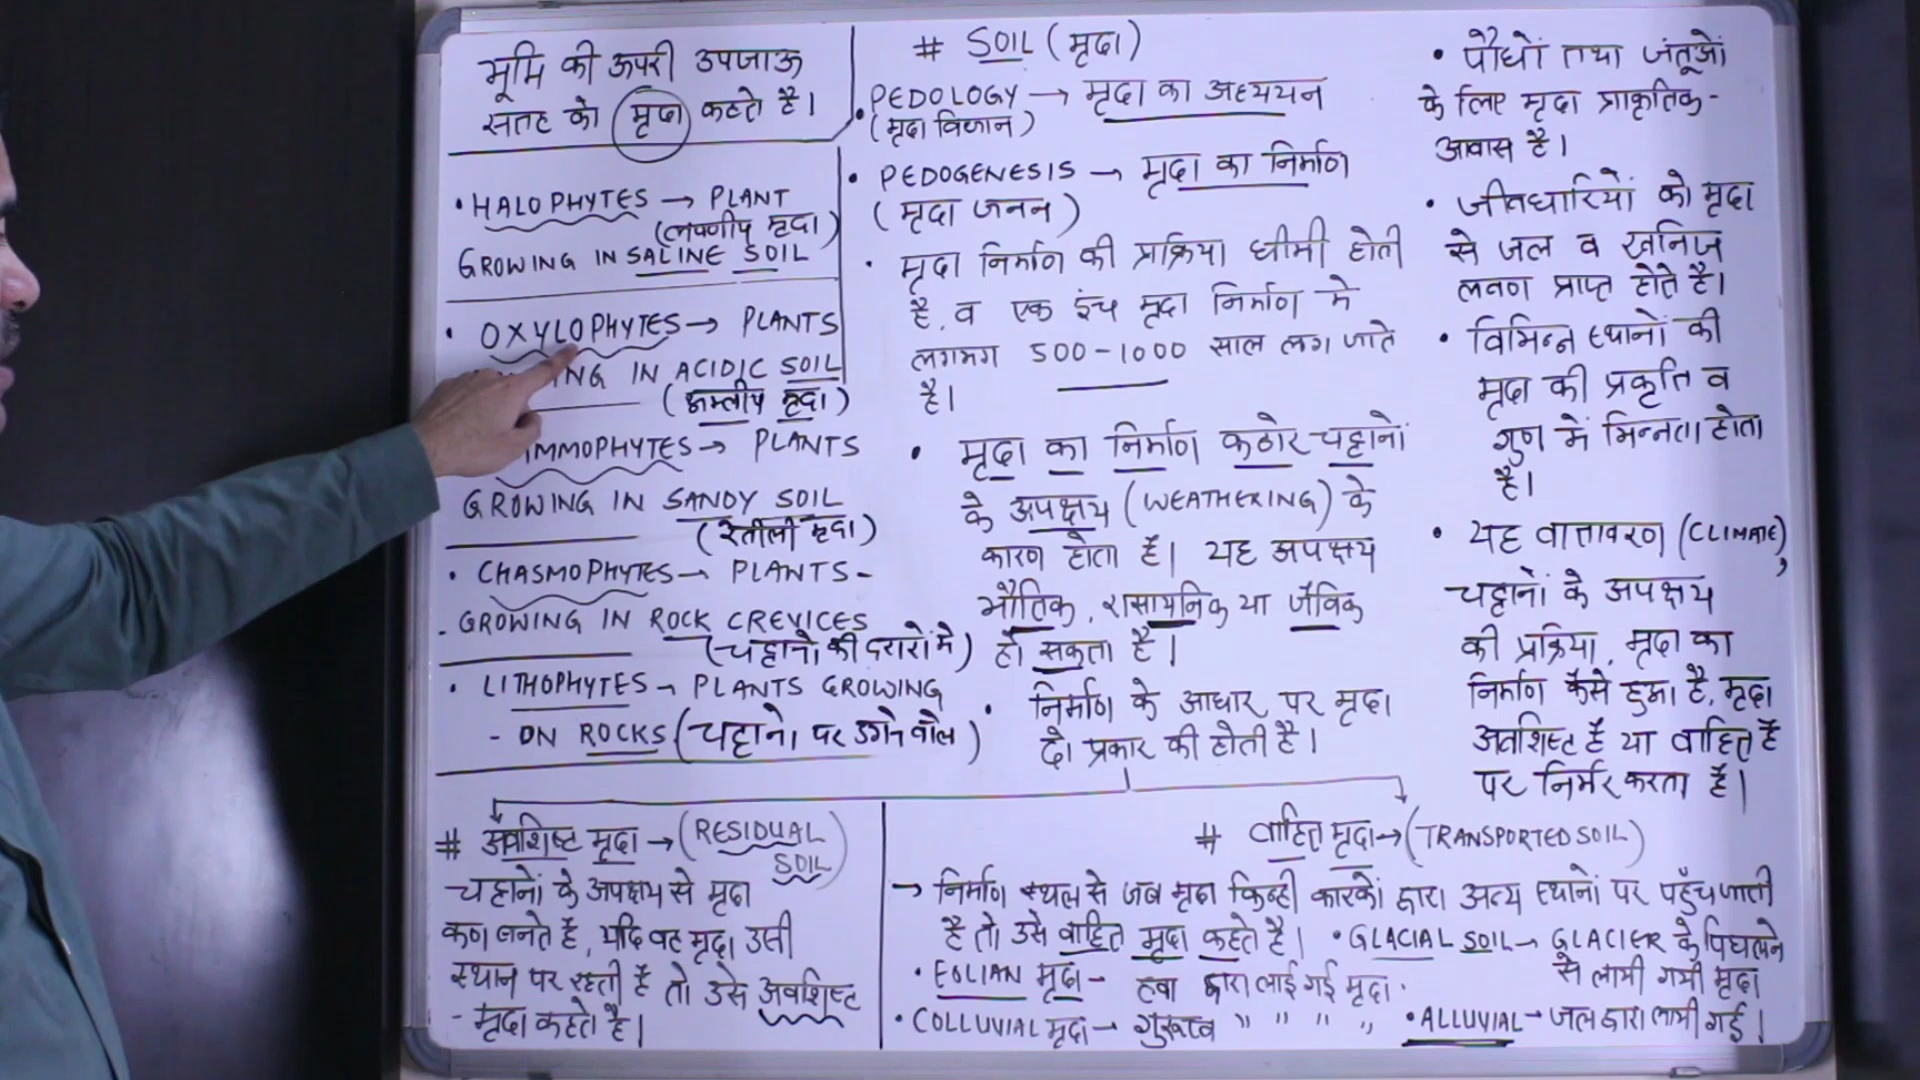 भूमि की ऊपरी उपजाऊ
सतह को मृदा कहते है।
• HALOPHYTES → PLANT
(लवणीय मृदा)
GROWING IN SALINE SOIL
• OXYLOPHYTES → PLANTS
IN ACIDIC SOIL
(अम्लीय मृदा)
→ PLANTS
GROWING IN SANDY SOIL
(रेतीली मृदा)
• CHASMOPHYTES → PLANTS -
- GROWING IN ROCK CREVICES
(चट्टानो की दरारो मे)
• LITHOPHYTES → PLANTS GROWING
- ON ROCKS (चट्टानो पर उगने वाले)
# SOIL (मृदा)
• PEDOLOGY → मृदा का अध्ययन
(मृदा विज्ञान)
• PEDOGENESIS → मृदा का निर्माण
(मृदा जनन)
• मृदा निर्माण की प्रक्रिया धीमी होती
है, व एक इंच मृदा निर्माण मे
लगभग 500-1000 साल लग जाते
है।
• मृदा का निर्माण कठोर चट्टानों
के अपक्षय (WEATHERING) के
कारण होता है। यह अपक्षय
भौतिक, रासायनिक या जैविक
हो सकता है।
• निर्माण के आधार पर मृदा
दो प्रकार की होती है।
• पौधों तथा जंतूओं
के लिए मृदा प्राकृतिक-
आवास है।
• जीवधारियों को मृदा
से जल व खनिज
लवण प्राप्त होते है।
• विभिन्न स्थानों की
मृदा की प्रकृति व
गुण में भिन्नता होता
है।
• यह वातावरण (CLIMATE),
चट्टानों के अपक्षय
की प्रक्रिया, मृदा का
निर्माण कैसे हुआ है, मृदा
अवशिष्ट है या वाहित है
पर निर्भर करता है।
# अवशिष्ट मृदा → (RESIDUAL
SOIL)
चट्टानों के अपक्षय से मृदा
कण बनते है, यदि वह मृदा उसी
स्थान पर रहती है तो उसे अवशिष्ट
- मृदा कहते है।
# वाहित मृदा → (TRANSPORTED SOIL)
→ निर्माण स्थल से जब मृदा किन्ही कारकों द्वारा अन्य स्थानों पर पहुँच जाती
है तो उसे वाहित मृदा कहते है। • GLACIAL SOIL → GLACIER के पिघलने
से लायी गयी मृदा
• EOLIAN मृदा - हवा द्वारा लाई गई मृदा.
• COLLUVIAL मृदा → गुरूत्व " " " " • ALLUVIAL → जल द्वारा लायी गई।